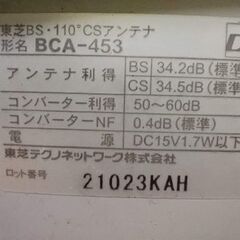 東芝BS・110°CSアンテナ
形名 BCA-453
D
アンテナ利得 BS 34.2dB (標準)
CS 34.5dB (標準)
コンバーター利得 50〜60dB
コンバーターNF 0.4dB (標準)
電源 DC15V1.7W以下
東芝テクノネットワーク株式会社
ロット番号 21023KAH